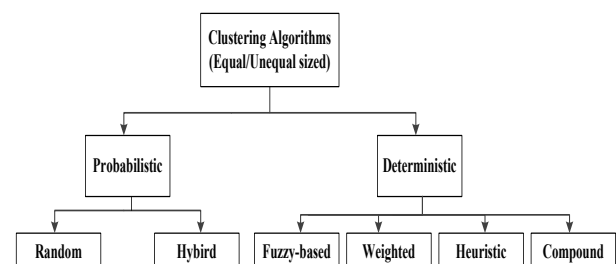 Clustering Algorithms
(Equal/Unequal sized)
Probabilistic
Deterministic
Random
Hybird
Fuzzy-based
Weighted
Heuristic
Compound